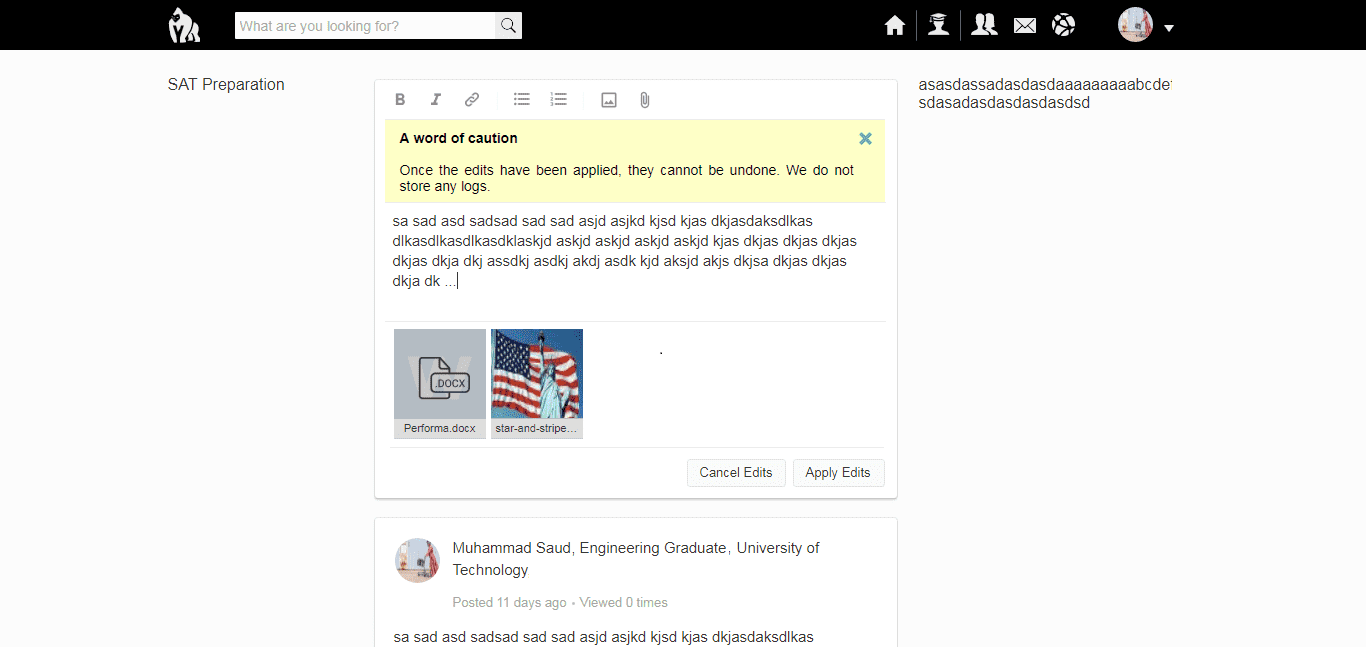 What are you looking for?
SAT Preparation
B I
A word of caution
Once the edits have been applied, they cannot be undone. We do not
store any logs.
sa sad asd sadsad sad sad asjd asjkd kjsd kjas dkjasdaksdlkas
dlkasdlkasdlkasdklaskjd askjd askjd askjd askjd kjas dkjas dkjas dkjas
dkjas dkja dkj assdkj asdkj akdj asdk kjd aksjd akjs dkjsa dkjas dkjas
dkja dk ...
.DOCX
Performa.docx
star-and-stripe...
Cancel Edits
Apply Edits
Muhammad Saud, Engineering Graduate, University of
Technology
Posted 11 days ago • Viewed 0 times
sa sad asd sadsad sad sad asjd asjkd kjsd kjas dkjasdaksdlkas
asasdassadasdasdaaaaaaaaaabcde
sdasadasdasdasdasdsd